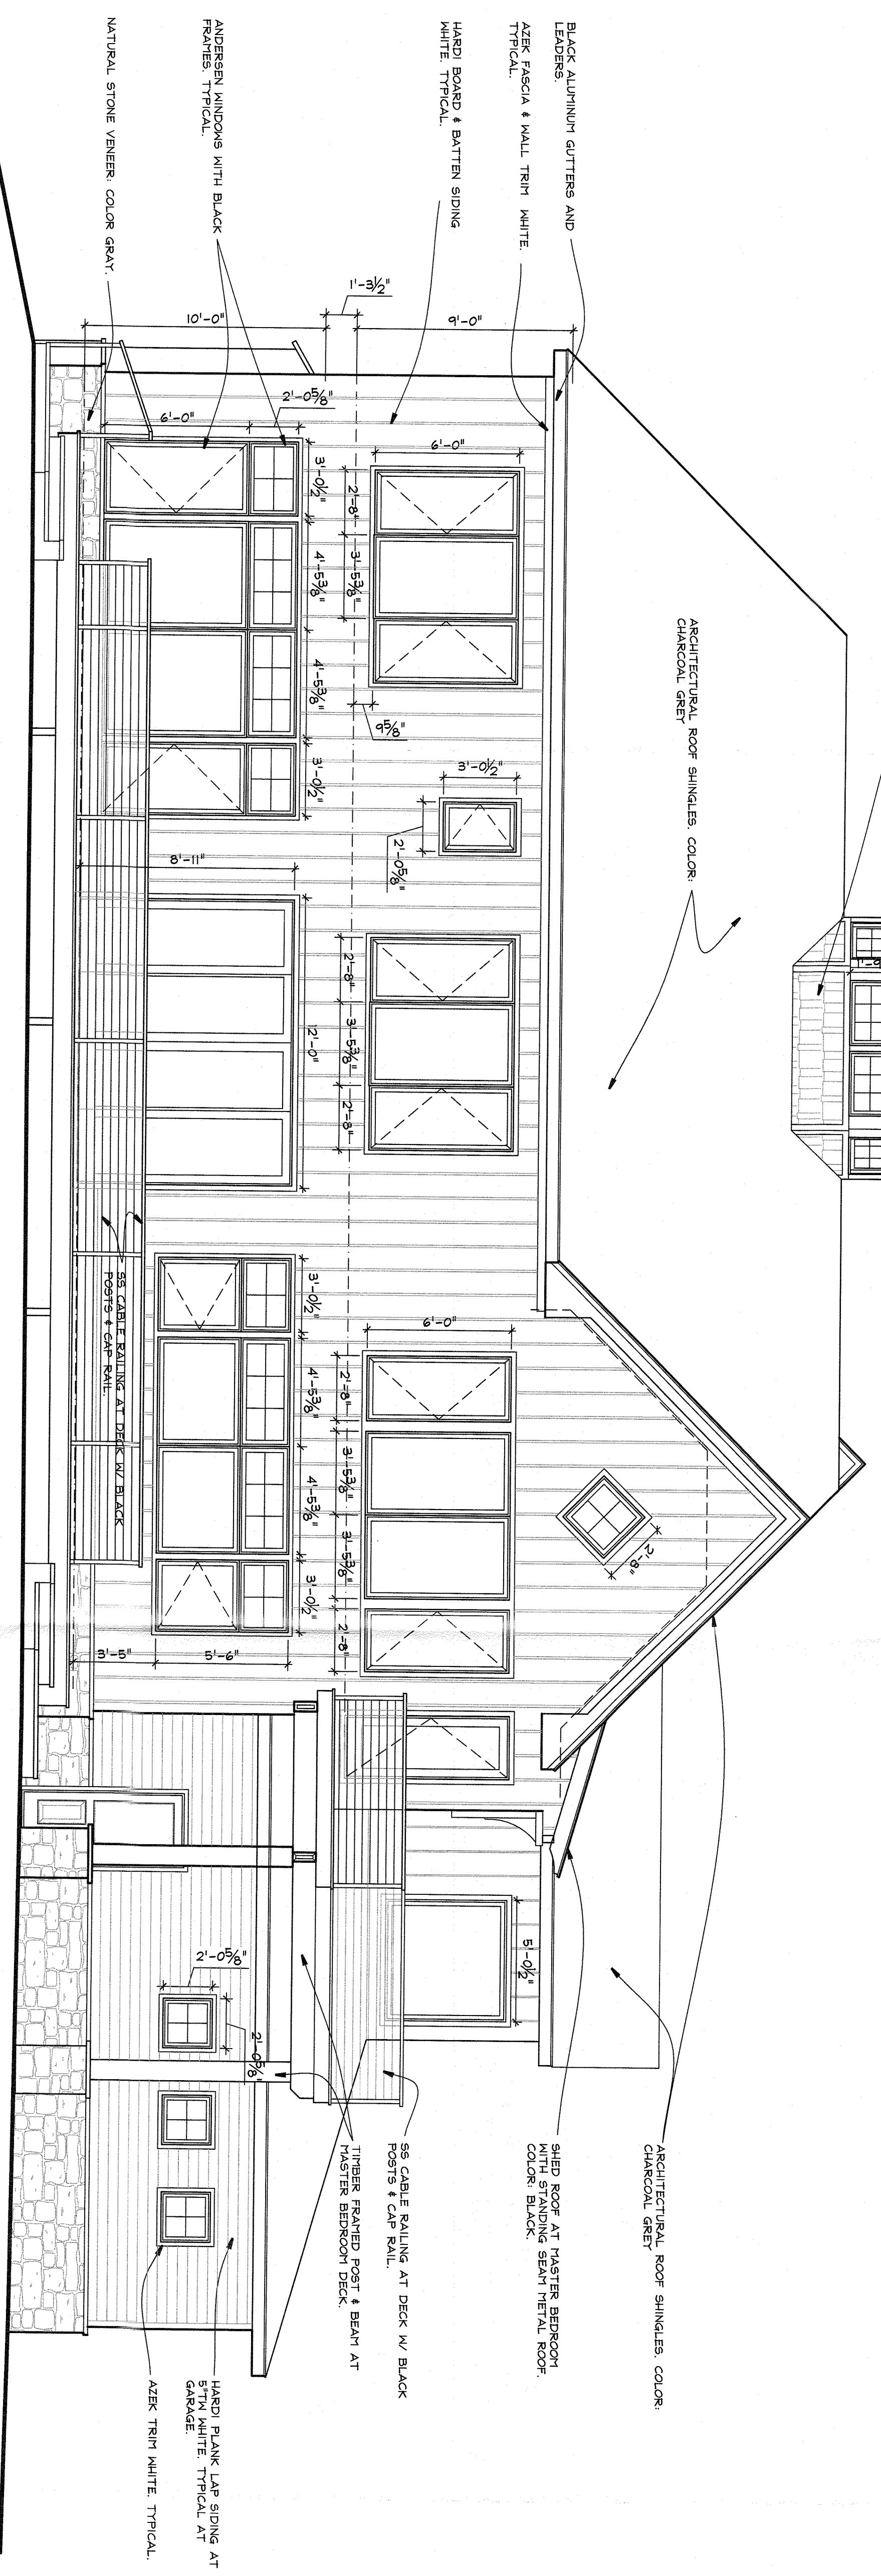 BLACK ALUMINUM GUTTERS AND
LEADERS.
AZEK FASCIA & WALL TRIM WHITE.
TYPICAL.
HARDI BOARD & BATTEN SIDING
WHITE. TYPICAL.
ANDERSEN WINDOWS WITH BLACK
FRAMES. TYPICAL.
NATURAL STONE VENEER: COLOR GRAY.
9'-0"
1'-3½"
10'-0"
6'-0"
2'-0⅝"
6'-0"
3'-0½"
4'-5⅜"
4'-5⅜"
3'-0½"
2'-8"
3'-5⅜"
9⅝"
3'-0½"
2'-0⅝"
ARCHITECTURAL ROOF SHINGLES. COLOR:
CHARCOAL GREY
8'-11"
12'-0"
2'-8"
3'-5⅜"
2'-8"
SS CABLE RAILING AT DECK W/ BLACK
POSTS & CAP RAIL.
3'-0½"
4'-5⅜"
4'-5⅜"
3'-0½"
6'-0"
2'-8"
3'-5⅜"
3'-5⅜"
2'-8"
2'-8"
3'-5"
5'-6"
5'-0½"
2'-0⅝"
2'-0⅝"
ARCHITECTURAL ROOF SHINGLES. COLOR:
CHARCOAL GREY
SHED ROOF AT MASTER BEDROOM
WITH STANDING SEAM METAL ROOF.
COLOR: BLACK.
SS CABLE RAILING AT DECK W/ BLACK
POSTS & CAP RAIL.
TIMBER FRAMED POST & BEAM AT
MASTER BEDROOM DECK.
HARDI PLANK LAP SIDING AT
5"TW WHITE. TYPICAL AT
GARAGE.
AZEK TRIM WHITE. TYPICAL.